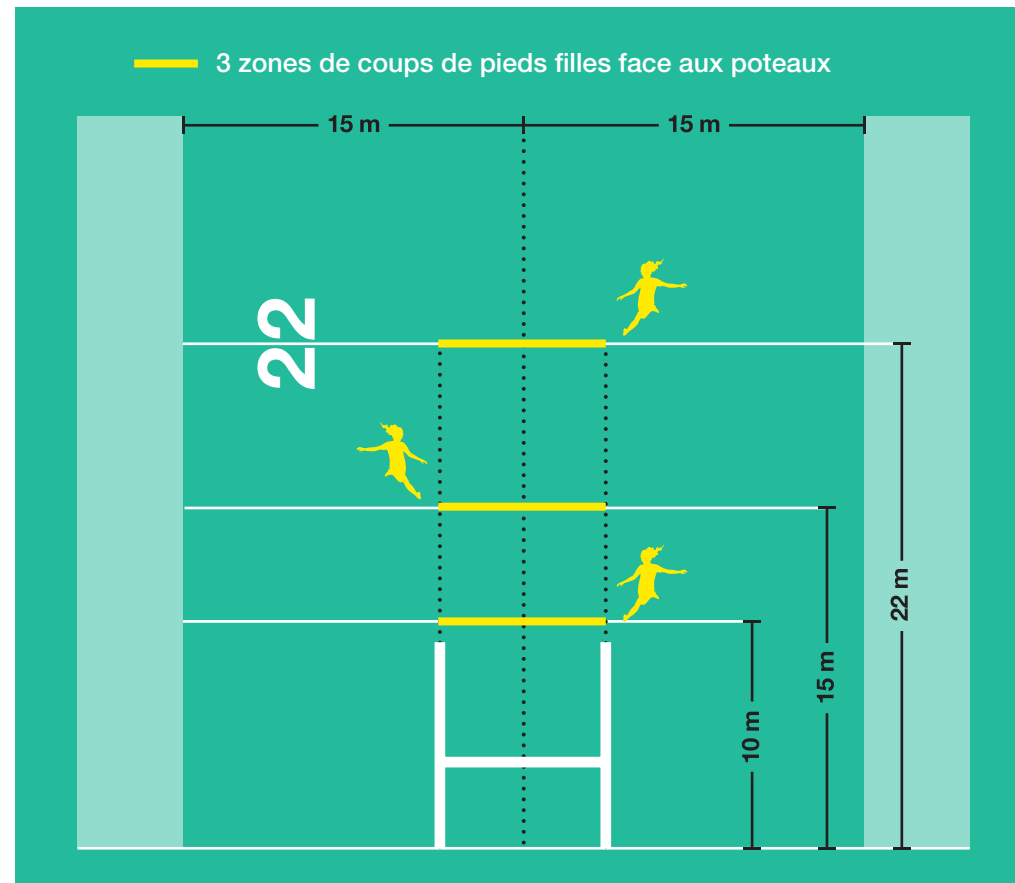 3 zones de coups de pieds filles face aux poteaux
15 m
15 m
22
22 m
15 m
10 m